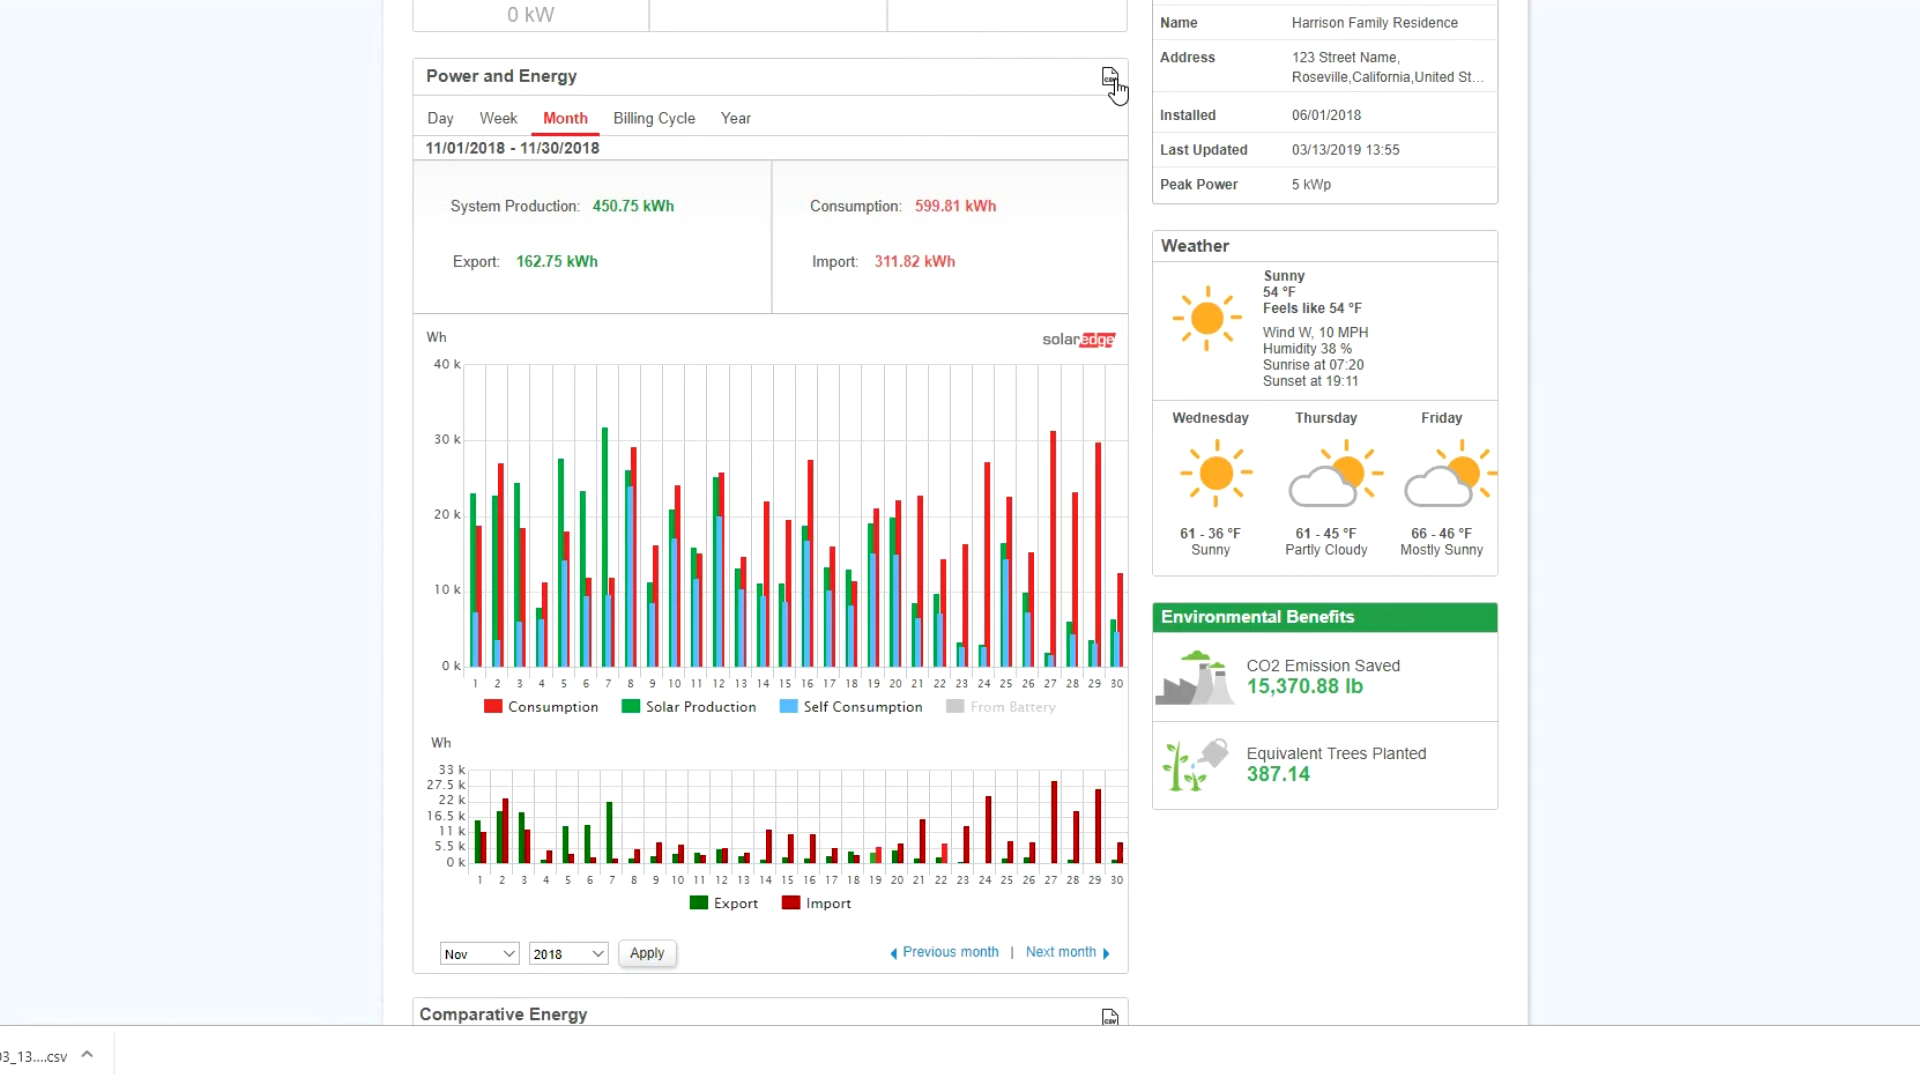 0 kW
Power and Energy
Day Week Month Billing Cycle Year
11/01/2018 - 11/30/2018
System Production: 450.75 kWh
Consumption: 599.81 kWh
Export: 162.75 kWh
Import: 311.82 kWh
Wh
solaredge
40 k
30 k
20 k
10 k
0 k
1 2 3 4 5 6 7 8 9 10 11 12 13 14 15 16 17 18 19 20 21 22 23 24 25 26 27 28 29 30
Consumption Solar Production Self Consumption From Battery
Wh
33 k
27.5 k
22 k
16.5 k
11 k
5.5 k
0 k
1 2 3 4 5 6 7 8 9 10 11 12 13 14 15 16 17 18 19 20 21 22 23 24 25 26 27 28 29 30
Export Import
Nov 2018 Apply
Previous month | Next month
Comparative Energy
CSV
Name Harrison Family Residence
Address 123 Street Name,
Roseville,California,United St...
Installed 06/01/2018
Last Updated 03/13/2019 13:55
Peak Power 5 kWp
Weather
Sunny
54 °F
Feels like 54 °F
Wind W, 10 MPH
Humidity 38 %
Sunrise at 07:20
Sunset at 19:11
Wednesday Thursday Friday
61 - 36 °F 61 - 45 °F 66 - 46 °F
Sunny Partly Cloudy Mostly Sunny
Environmental Benefits
CO2 Emission Saved
15,370.88 lb
Equivalent Trees Planted
387.14
03_13....csv